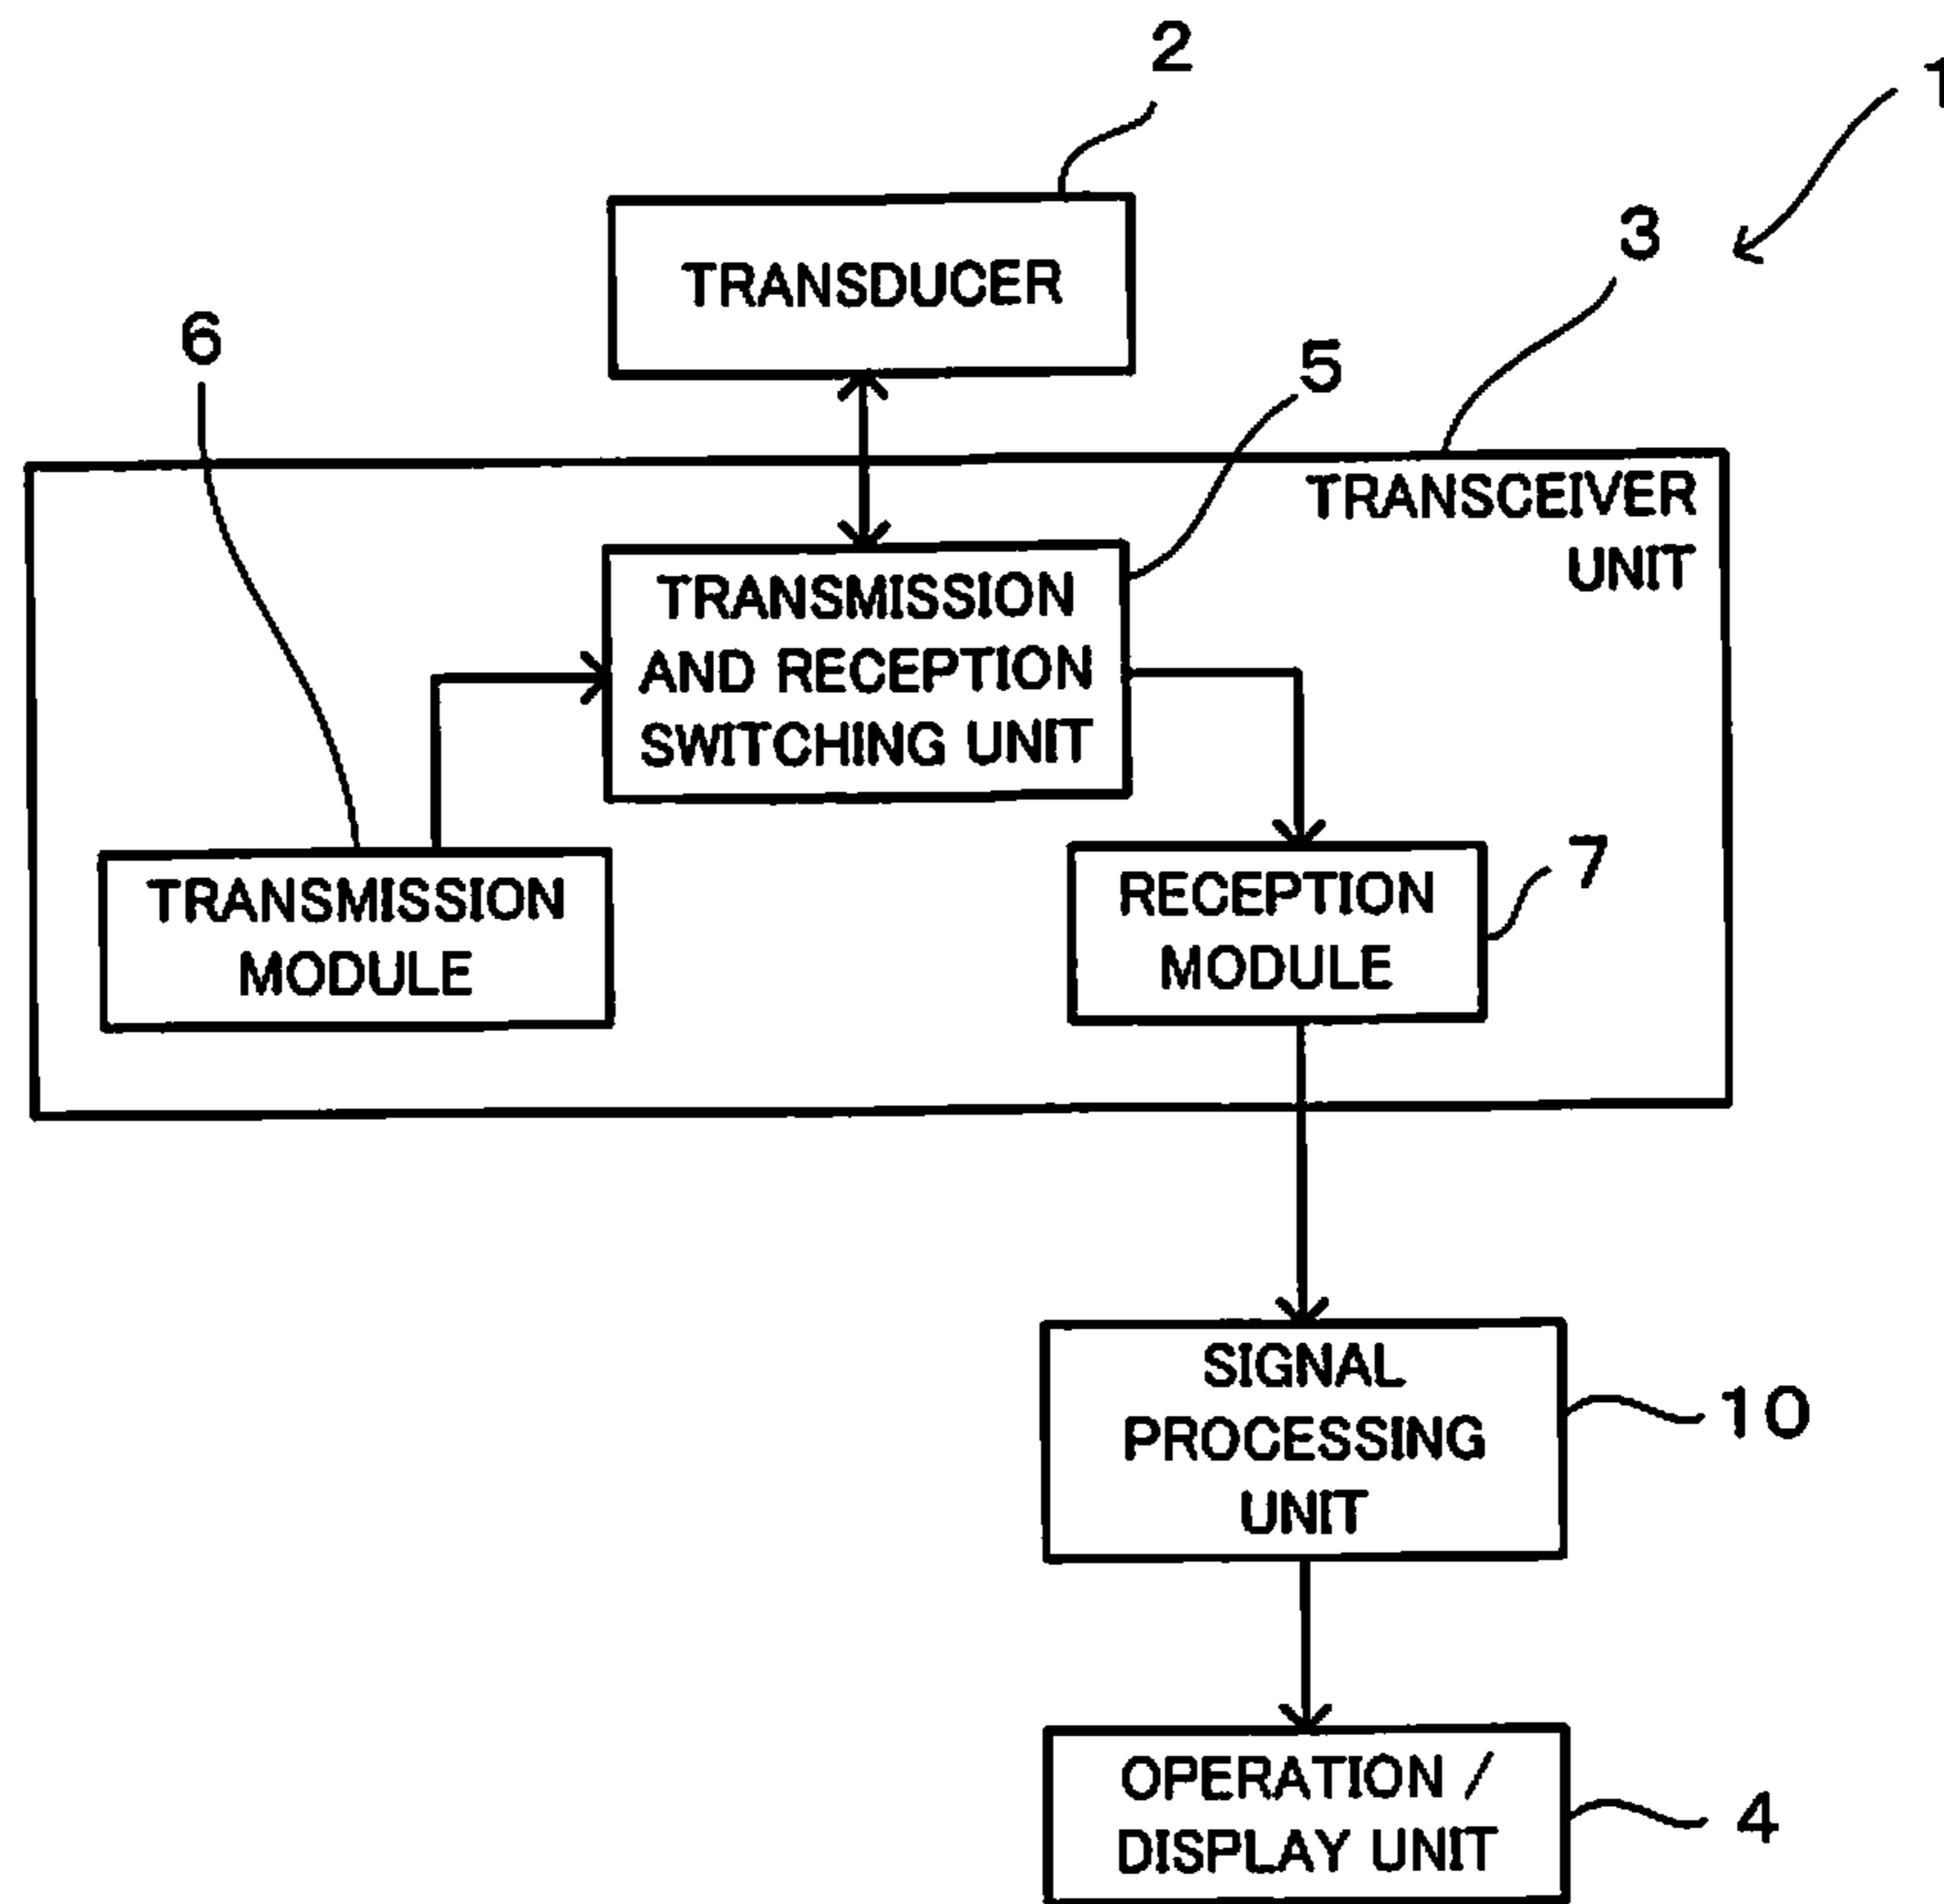 2
1
TRANSDUCER
3
6
5
TRANSCEIVER
UNIT
TRANSMISSION
AND RECEPTION
SWITCHING UNIT
TRANSMISSION
MODULE
RECEPTION
MODULE
7
SIGNAL
PROCESSING
UNIT
10
OPERATION /
DISPLAY UNIT
4